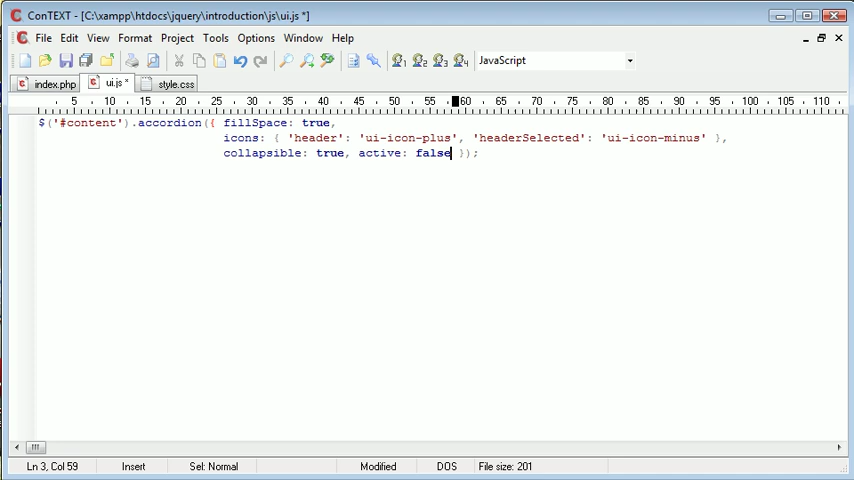 ConTEXT - [C:\xampp\htdocs\jquery\introduction\js\ui.js *]
File Edit View Format Project Tools Options Window Help
JavaScript
index.php ui.js * style.css
5 10 15 20 25 30 35 40 45 50 55 60 65 70 75 80 85 90 95 100 105 110
$('#content').accordion({ fillSpace: true,
icons: { 'header': 'ui-icon-plus', 'headerSelected': 'ui-icon-minus' },
collapsible: true, active: false });
Ln 3, Col 59 Insert Sel: Normal Modified DOS File size: 201